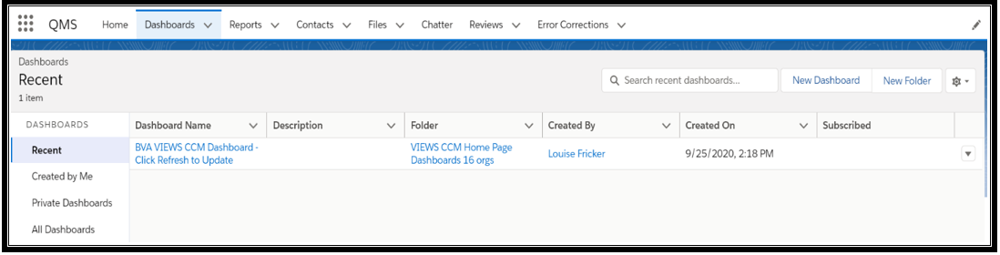 QMS Home Dashboards Reports Contacts Files Chatter Reviews Error Corrections
Dashboards
Recent
1 item
Search recent dashboards...
New Dashboard
New Folder
DASHBOARDS
Dashboard Name Description Folder Created By Created On Subscribed
Recent
BVA VIEWS CCM Dashboard -
Click Refresh to Update
VIEWS CCM Home Page
Dashboards 16 orgs
Louise Fricker
9/25/2020, 2:18 PM
Created by Me
Private Dashboards
All Dashboards